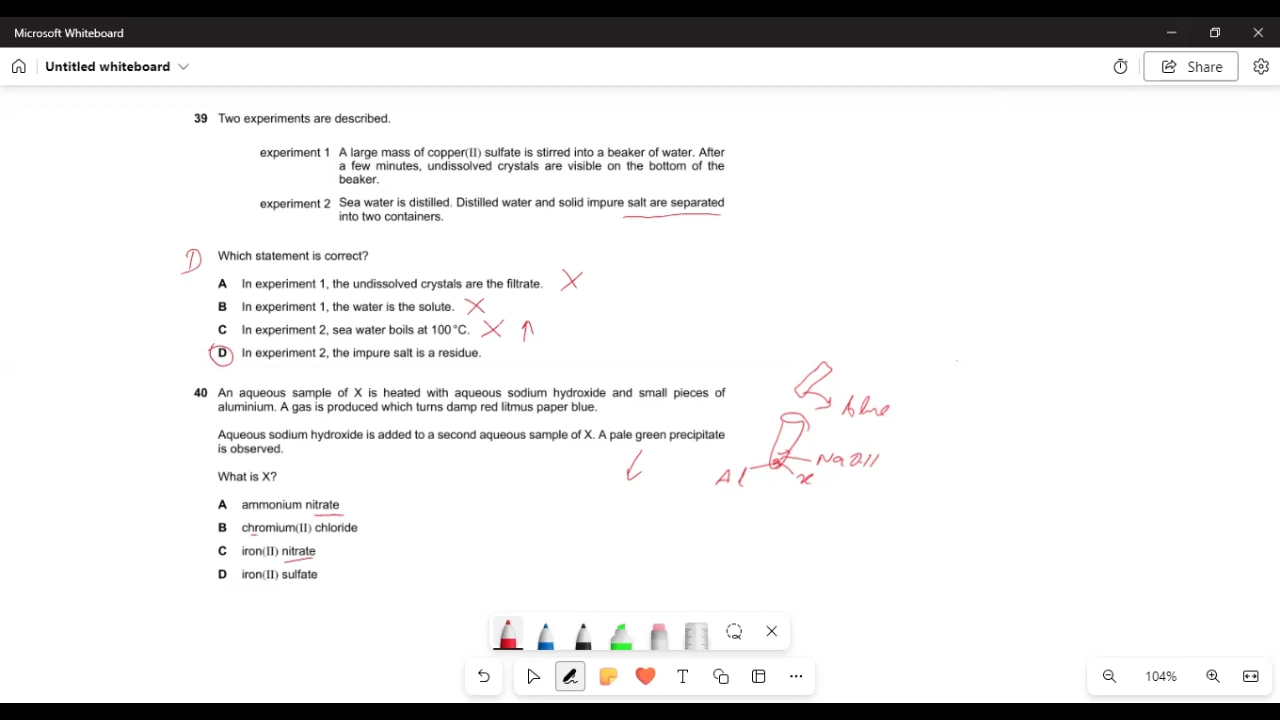 Microsoft Whiteboard
Untitled whiteboard
Share
39 Two experiments are described.
experiment 1 A large mass of copper(II) sulfate is stirred into a beaker of water. After
a few minutes, undissolved crystals are visible on the bottom of the
beaker.
experiment 2 Sea water is distilled. Distilled water and solid impure salt are separated
into two containers.
D Which statement is correct?
A In experiment 1, the undissolved crystals are the filtrate. X
B In experiment 1, the water is the solute. X
C In experiment 2, sea water boils at 100 °C. X ↑
D In experiment 2, the impure salt is a residue.
40 An aqueous sample of X is heated with aqueous sodium hydroxide and small pieces of
aluminium. A gas is produced which turns damp red litmus paper blue.
blue
Aqueous sodium hydroxide is added to a second aqueous sample of X. A pale green precipitate
is observed.
NaOH
Al x
What is X?
A ammonium nitrate
B chromium(II) chloride
C iron(II) nitrate
D iron(II) sulfate
104%